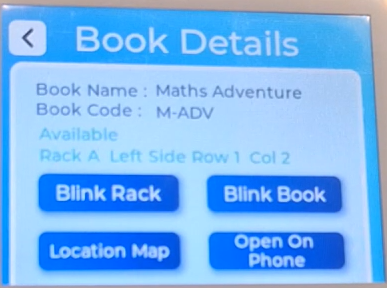 Book Details
Book Name : Maths Adventure
Book Code : M-ADV
Available
Rack A Left Side Row 1 Col 2
Blink Rack
Blink Book
Location Map
Open On
Phone